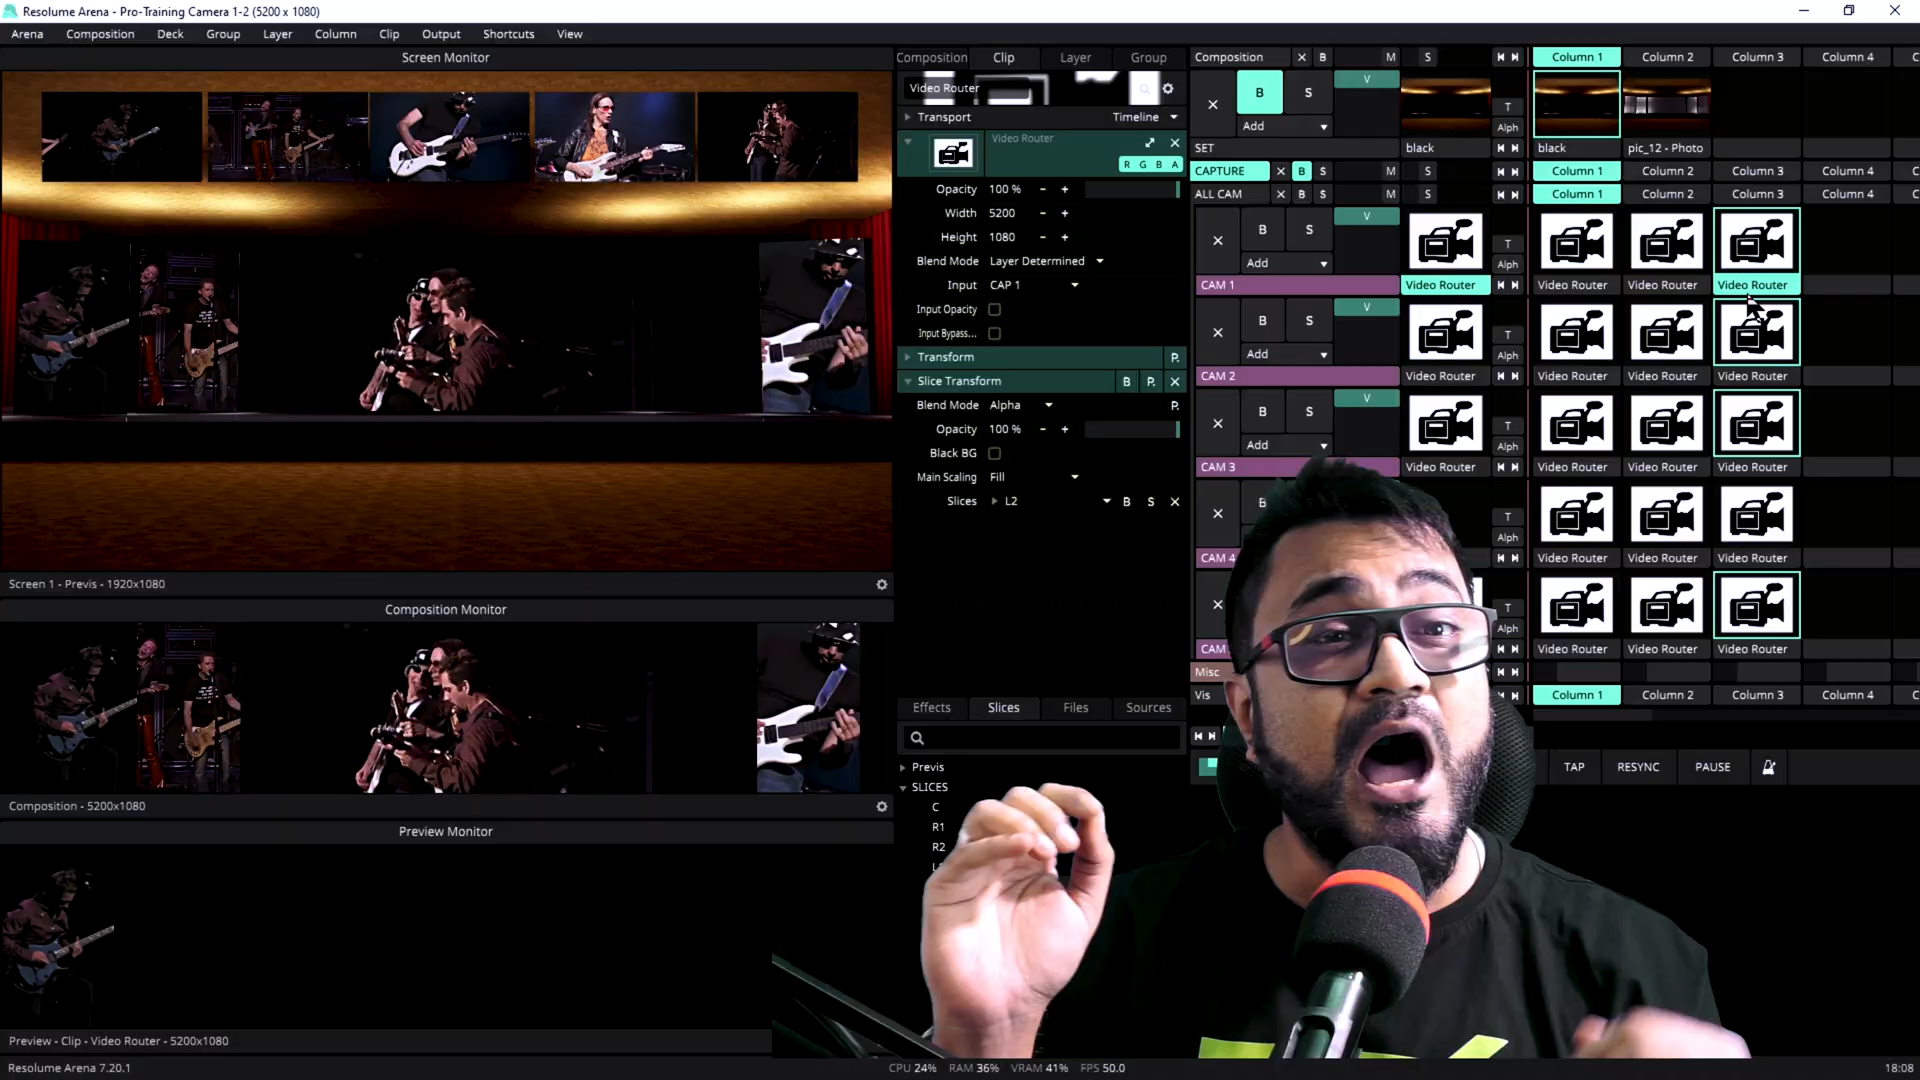 Resolume Arena - Pro-Training Camera 1-2 (5200 x 1080)
Arena Composition Deck Group Layer Column Clip Output Shortcuts View
Screen Monitor
Screen 1 - Previs - 1920x1080
Composition Monitor
Composition - 5200x1080
Preview Monitor
Preview - Clip - Video Router - 5200x1080
Resolume Arena 7.20.1
Composition Clip Layer Group
Video Router
Transport Timeline
Video Router
R G B A
Opacity 100 % - +
Width 5200 - +
Height 1080 - +
Blend Mode Layer Determined
Input CAP 1
Input Opacity
Input Bypass...
Transform P.
Slice Transform B P. X
Blend Mode Alpha P.
Opacity 100 % - +
Black BG
Main Scaling Fill
Slices L2 B S X
Effects Slices Files Sources
Previs
SLICES
C
R1
R2
CPU 24% RAM 36% VRAM 41% FPS 50.0
Composition X B M S Column 1 Column 2 Column 3 Column 4
X B S V T
Add Alph
SET black black pic_12 - Photo
CAPTURE X B S M Column 1 Column 2 Column 3 Column 4
ALL CAM X B S M S Column 1 Column 2 Column 3 Column 4
X B S V T
Add Alph
CAM 1 Video Router Video Router Video Router Video Router
X B S V T
Add Alph
CAM 2 Video Router Video Router Video Router Video Router
X B S V T
Add Alph
CAM 3 Video Router Video Router Video Router Video Router
X B T
Alph
CAM 4 Video Router Video Router Video Router
X T
Alph
CAM Video Router Video Router Video Router
Misc
Vis Column 1 Column 2 Column 3 Column 4
TAP RESYNC PAUSE
18:08